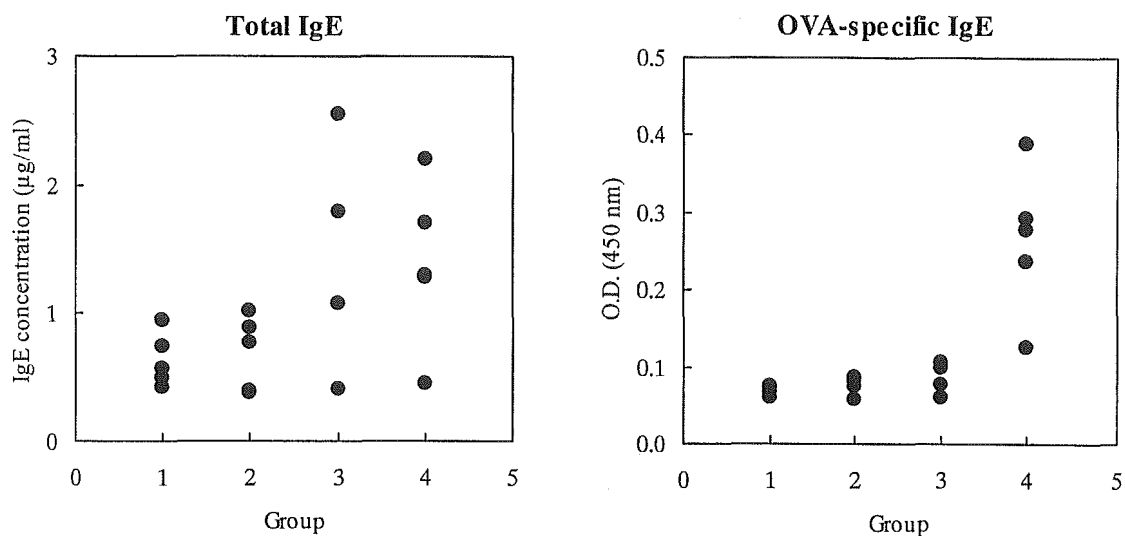 Total IgE
3
2
1
0
IgE concentration (µg/ml)
0 1 2 3 4 5
Group
OVA-specific IgE
0.5
0.4
0.3
0.2
0.1
0.0
O.D. (450 nm)
0 1 2 3 4 5
Group